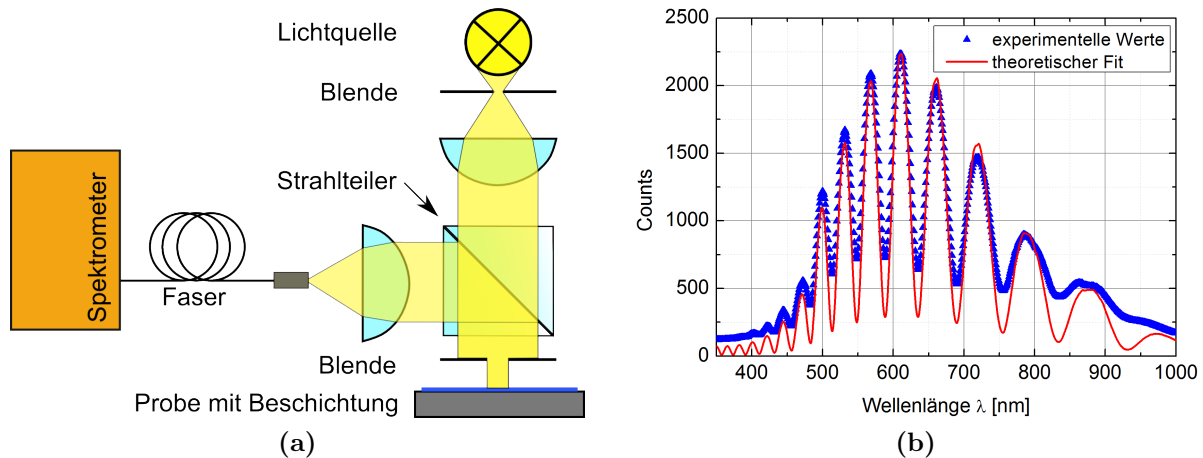 Lichtquelle
Blende
Strahlteiler
Spektrometer
Faser
Blende
Probe mit Beschichtung
(a)
2500
2000
1500
1000
500
0
Counts
experimentelle Werte
theoretischer Fit
400 500 600 700 800 900 1000
Wellenlänge λ [nm]
(b)